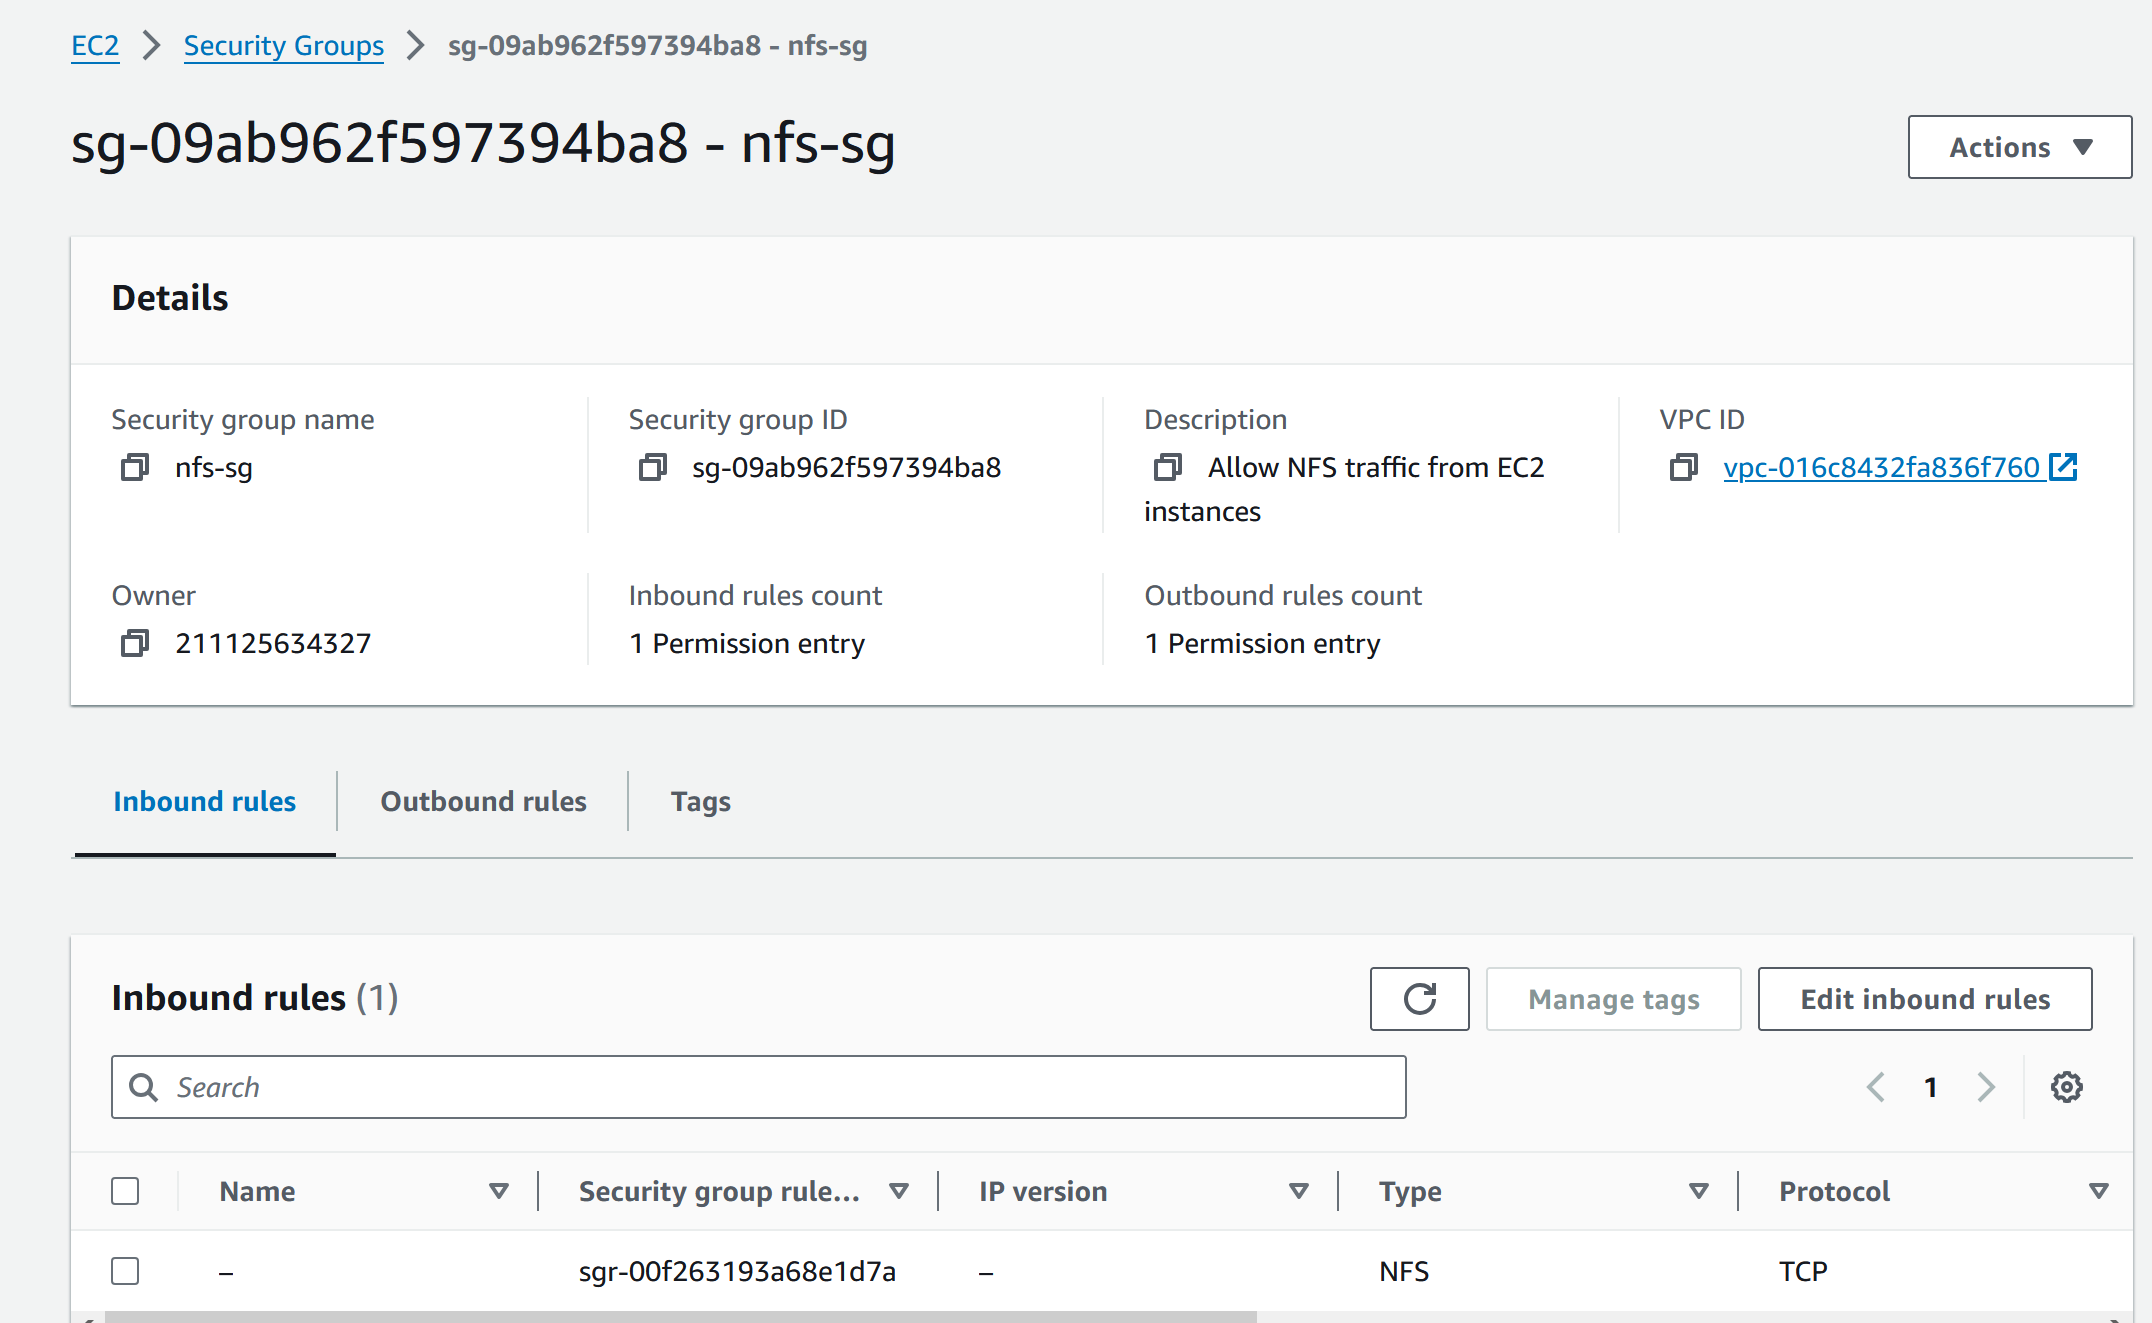 EC2 > Security Groups > sg-09ab962f597394ba8 - nfs-sg
sg-09ab962f597394ba8 - nfs-sg
Actions
Details
Security group name
nfs-sg
Security group ID
sg-09ab962f597394ba8
Description
Allow NFS traffic from EC2
instances
VPC ID
vpc-016c8432fa836f760
Owner
211125634327
Inbound rules count
1 Permission entry
Outbound rules count
1 Permission entry
Inbound rules
Outbound rules
Tags
Inbound rules (1)
Manage tags
Edit inbound rules
Search
1
Name
Security group rule...
IP version
Type
Protocol
–
sgr-00f263193a68e1d7a
–
NFS
TCP